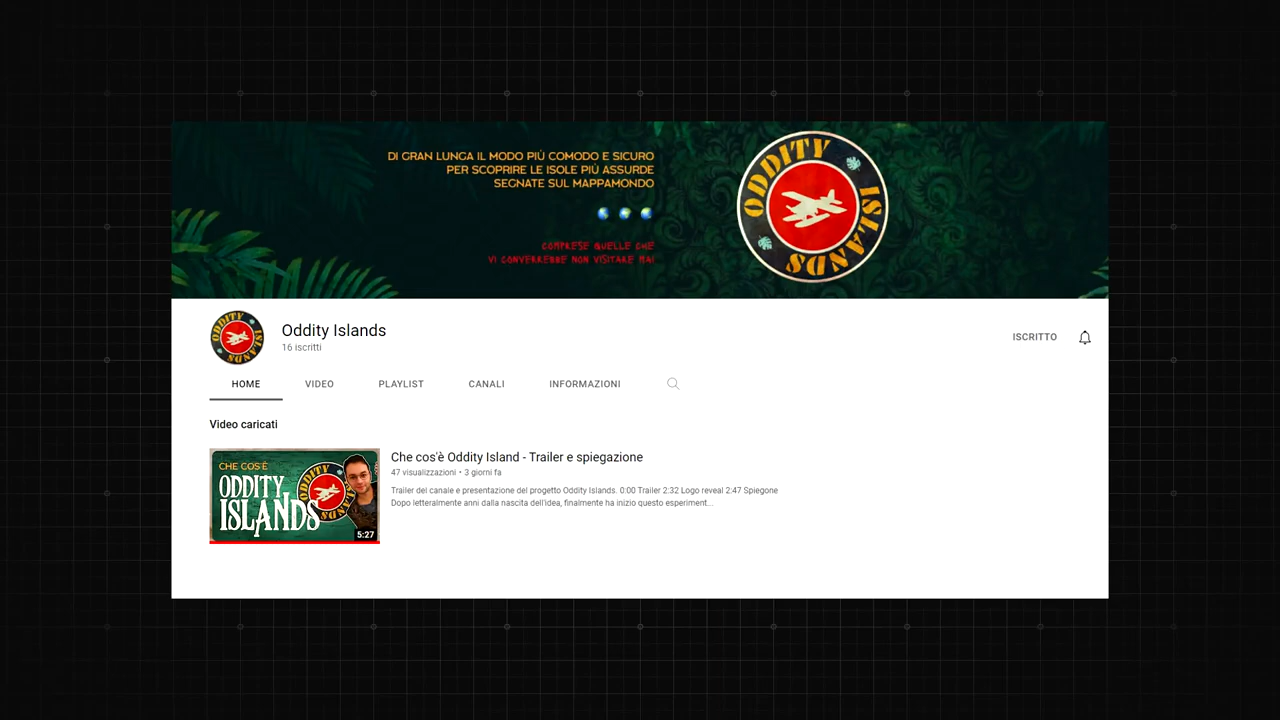 DI GRAN LUNGA IL MODO PIÙ COMODO E SICURO
PER SCOPRIRE LE ISOLE PIÙ ASSURDE
SEGNATE SUL MAPPAMONDO
COMPRESE QUELLE CHE
VI CONVERREBBE NON VISITARE MAI
ODDITY ISLANDS
ODDITY ISLANDS
Oddity Islands
16 iscritti
ISCRITTO
HOME VIDEO PLAYLIST CANALI INFORMAZIONI
Video caricati
CHE COS'È
ODDITY
ISLANDS
ODDITY ISLANDS
5:27
Che cos'è Oddity Island - Trailer e spiegazione
47 visualizzazioni • 3 giorni fa
Trailer del canale e presentazione del progetto Oddity Islands. 0:00 Trailer 2:32 Logo reveal 2:47 Spiegone
Dopo letteralmente anni dalla nascita dell'idea, finalmente ha inizio questo esperiment...